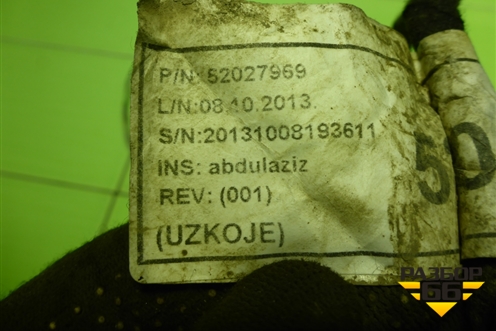 P/N: 52027969
L/N:08.10.2013.
S/N:20131008193611
INS: abdulaziz
REV: (001)
(UZKOJE)
50
РАЗБОР
66